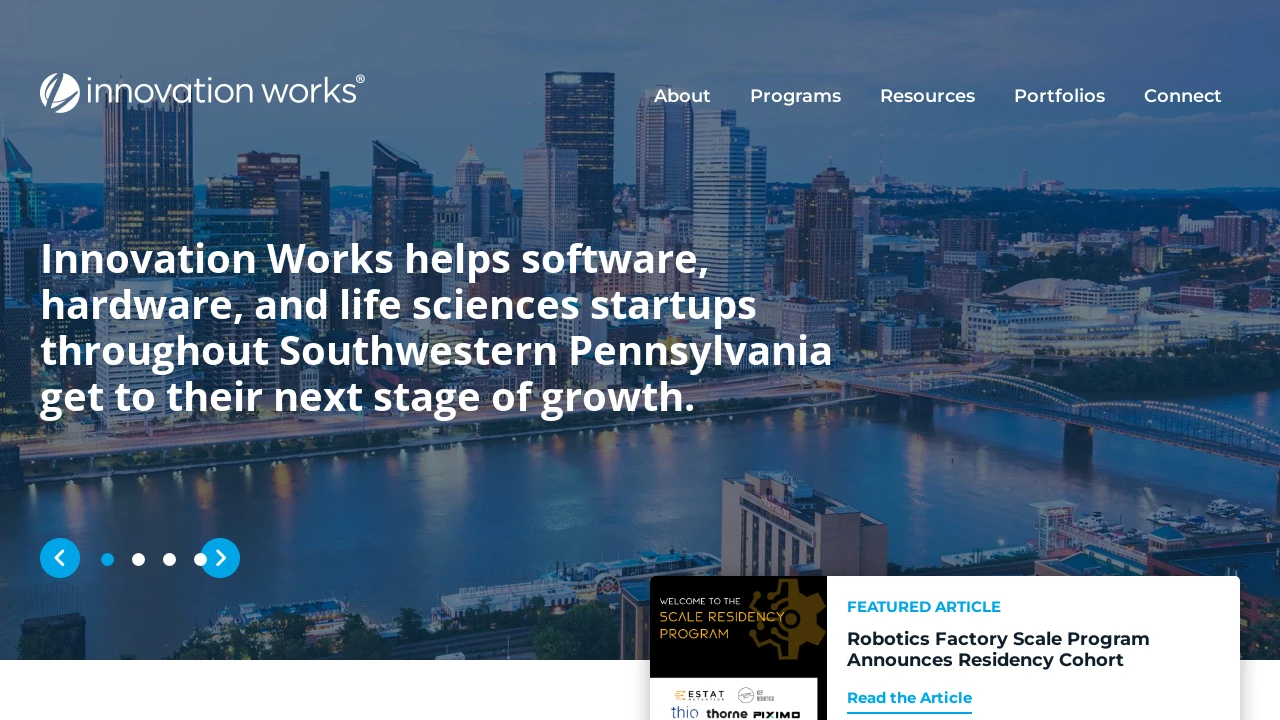 innovation works®
About Programs Resources Portfolios Connect
Innovation Works helps software,
hardware, and life sciences startups
throughout Southwestern Pennsylvania
get to their next stage of growth.
WELCOME TO THE
SCALE RESIDENCY
PROGRAM
ESTAT
KEF
ROBOTICS
thio thorne PIXIMO
FEATURED ARTICLE
Robotics Factory Scale Program
Announces Residency Cohort
Read the Article